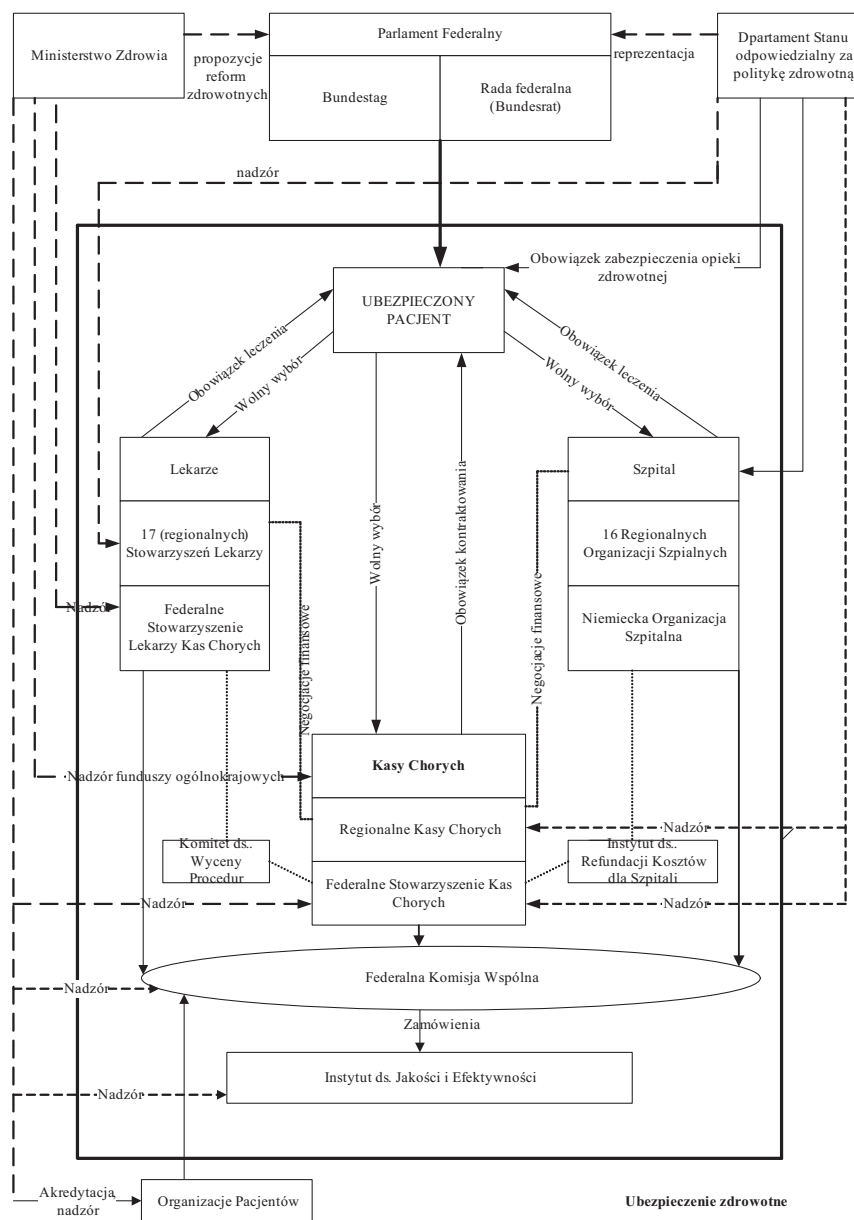 Ministerstwo Zdrowia
propozycje
reform
zdrowotnych
Parlament Federalny
Bundestag
Rada federalna
(Bundesrat)
reprezentacja
Dpartament Stanu
odpowiedzialny za
politykę zdrowotną
nadzór
Obowiązek zabezpieczenia opieki
zdrowotnej
UBEZPIECZONY
PACJENT
Obowiązek leczenia
Wolny wybór
Wolny wybór
Obowiązek leczenia
Lekarze
17 (regionalnych)
Stowarzyszeń Lekarzy
Federalne
Stowarzyszenie
Lekarzy Kas Chorych
Nadzór
Negocjacje finansowe
Wolny wybór
Obowiązek kontraktowania
Negocjacje finansowe
Szpital
16 Regionalnych
Organizacji Szpialnych
Niemiecka Organizacja
Szpitalna
Nadzór funduszy ogólnokrajowych
Kasy Chorych
Regionalne Kasy Chorych
Federalne Stowarzyszenie Kas
Chorych
Komitet ds..
Wyceny
Procedur
Instytut ds..
Refundacji Kosztów
dla Szpitali
Nadzór
Nadzór
Nadzór
Federalna Komisja Wspólna
Nadzór
Zamówienia
Instytut ds. Jakości i Efektywności
Nadzór
Akredytacja
nadzór
Organizacje Pacjentów
Ubezpieczenie zdrowotne